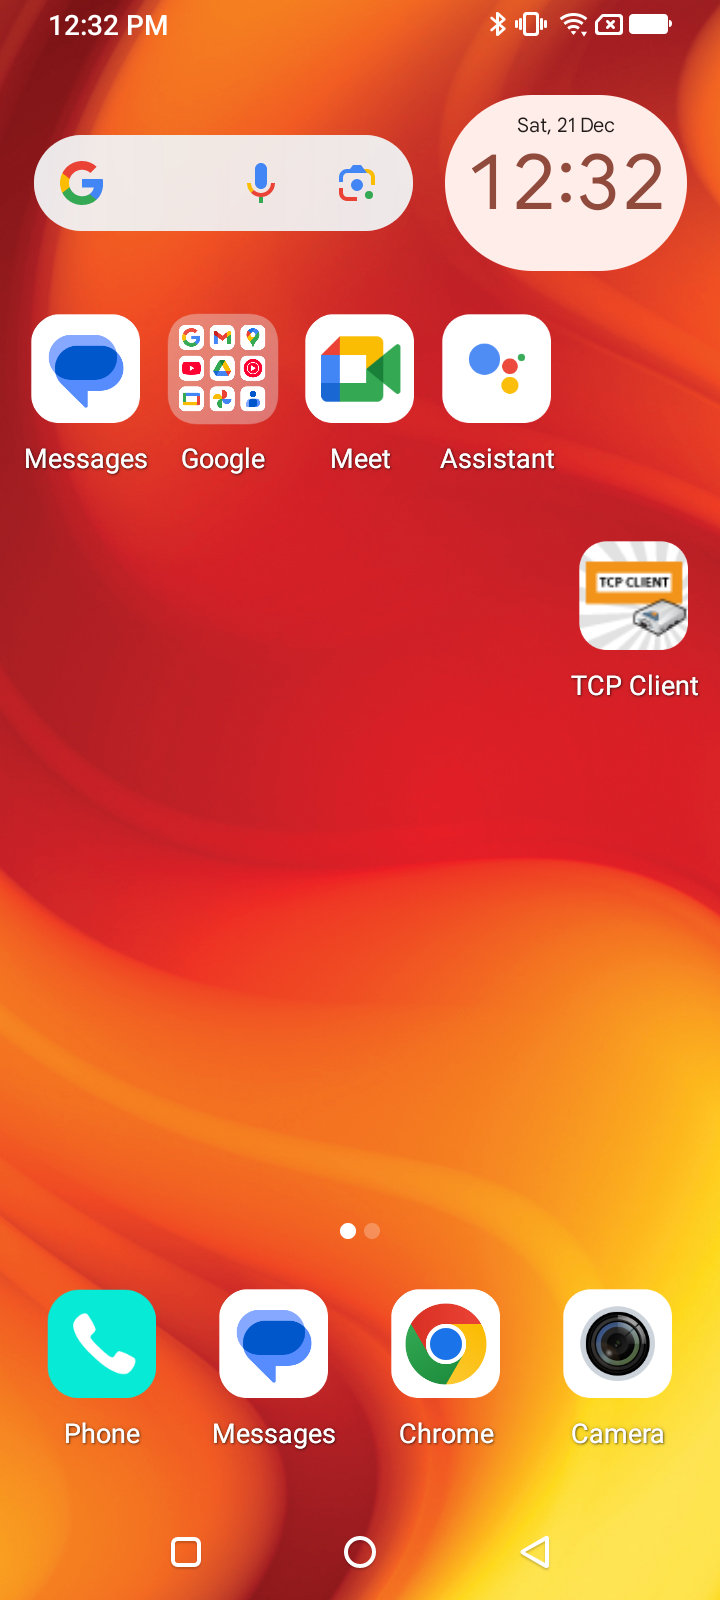 12:32 PM
Sat, 21 Dec
12:32
Messages
Google
Meet
Assistant
TCP CLIENT
TCP Client
Phone
Messages
Chrome
Camera